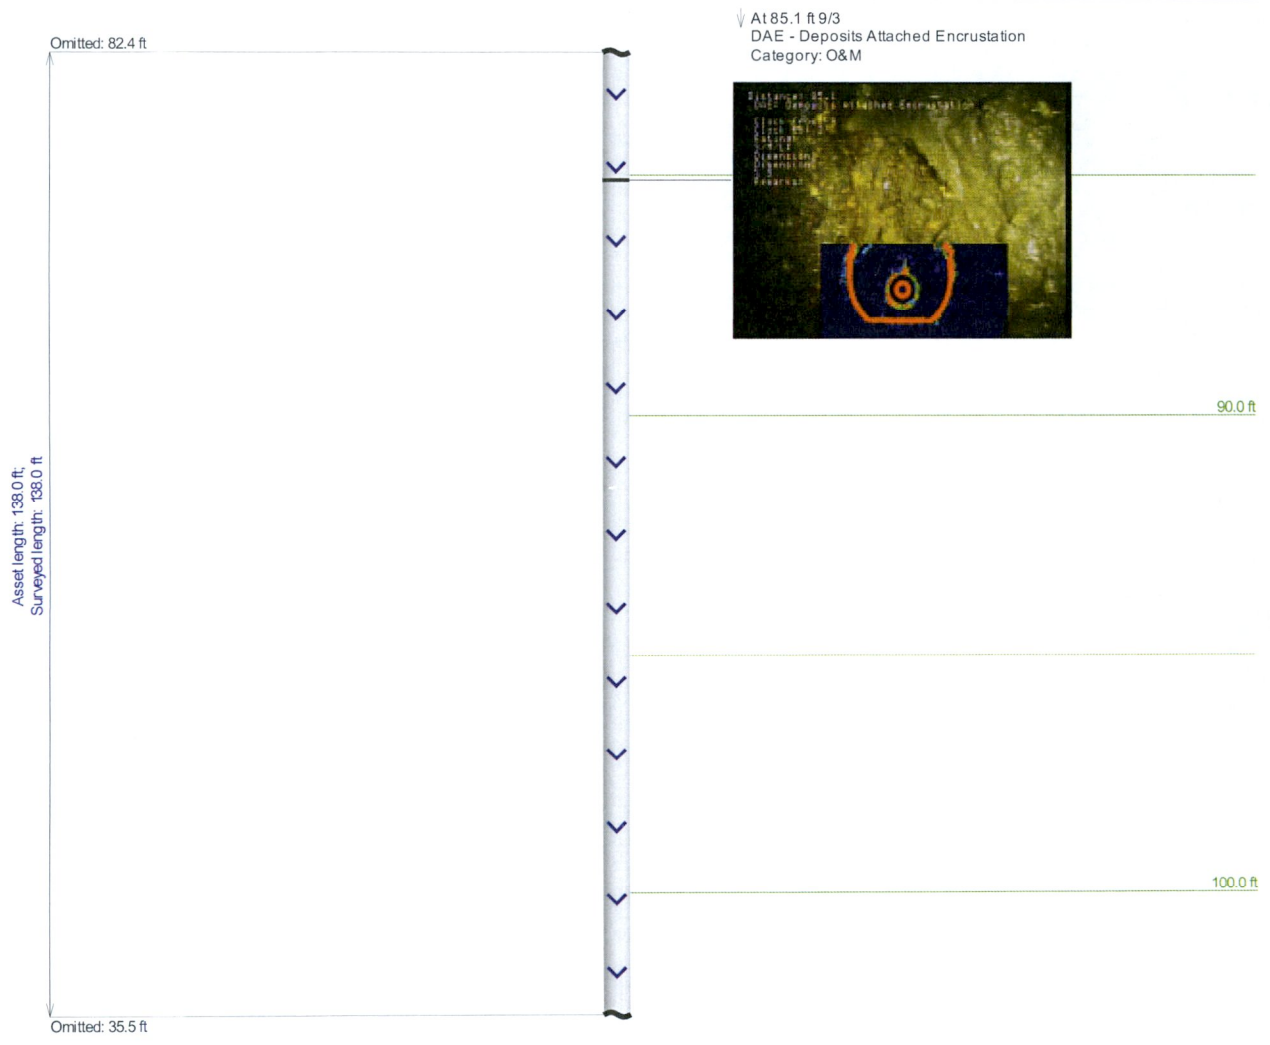 At 85.1 ft 9/3
DAE - Deposits Attached Encrustation
Category: O&M
Omitted: 82.4 ft
Distance: 85.1
DAE- Deposits Attached Encrustation
90.0 ft
Asset length: 138.0 ft;
Surveyed length: 138.0 ft
100.0 ft
Omitted: 35.5 ft